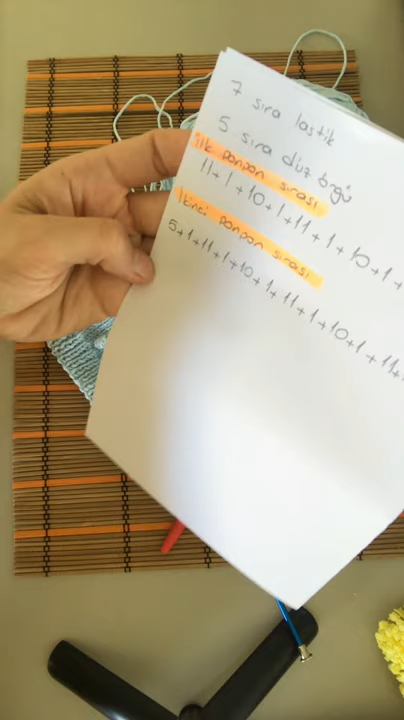 7 sıra lastik
5 sıra düz örgü
ilk ponpon sırası
11+1+10+1+11+1+10+1+
İkinci ponpon sırası
5+1+11+1+10+1+11+1+10+1+11+